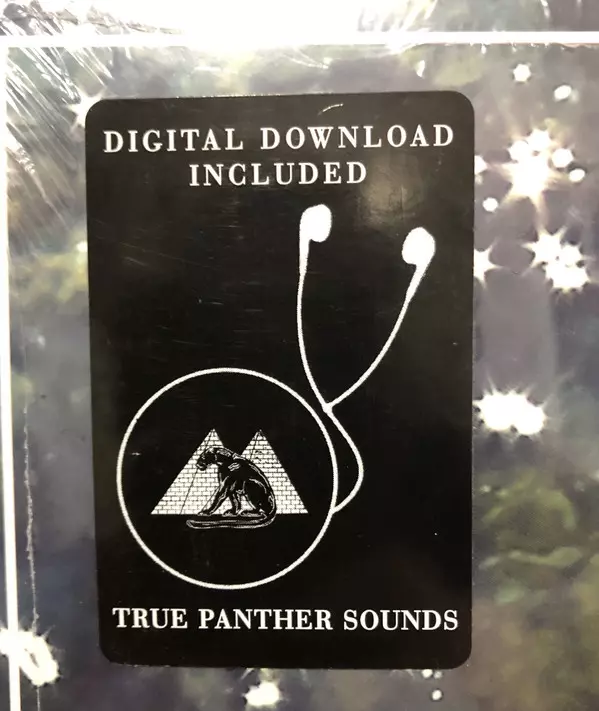 DIGITAL DOWNLOAD
INCLUDED
TRUE PANTHER SOUNDS